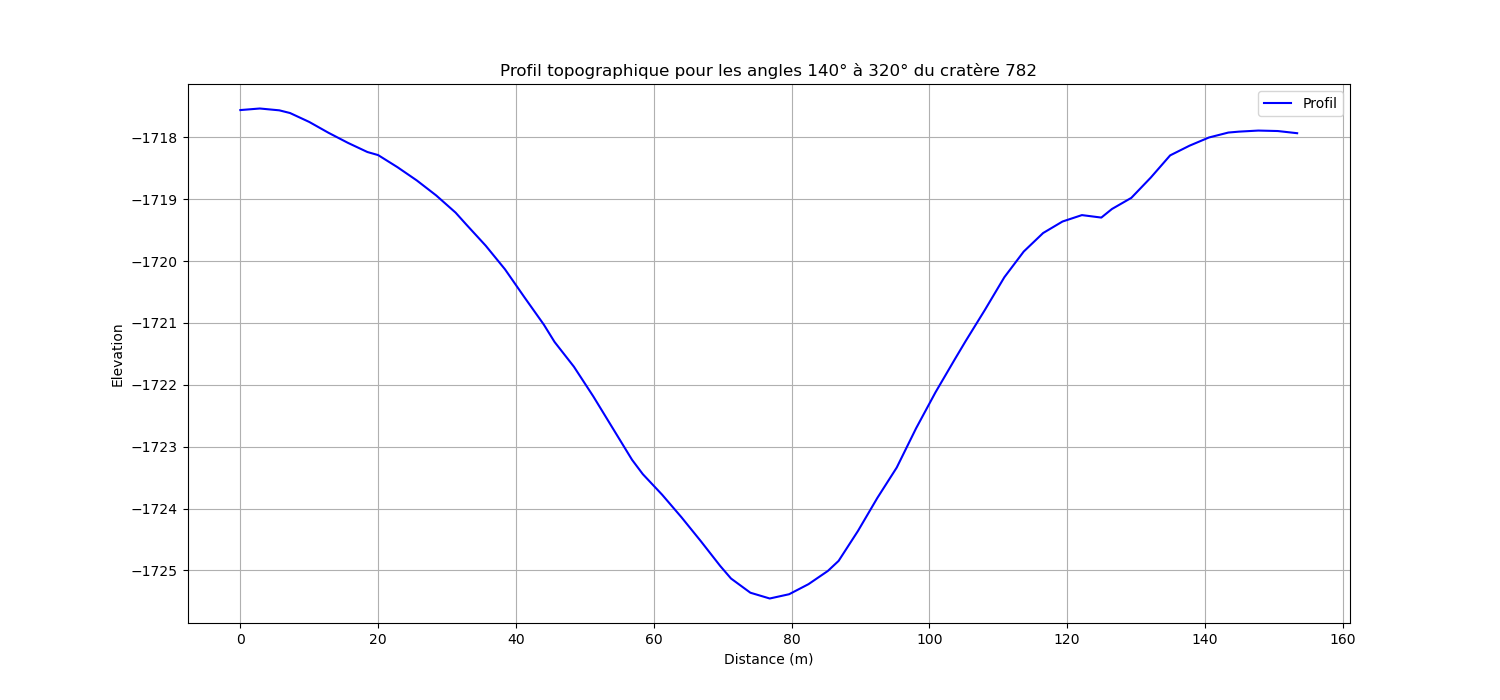 Profil topographique pour les angles 140° à 320° du cratère 782
Profil
−1718
−1719
−1720
−1721
−1722
−1723
−1724
−1725
Elevation
0 20 40 60 80 100 120 140 160
Distance (m)